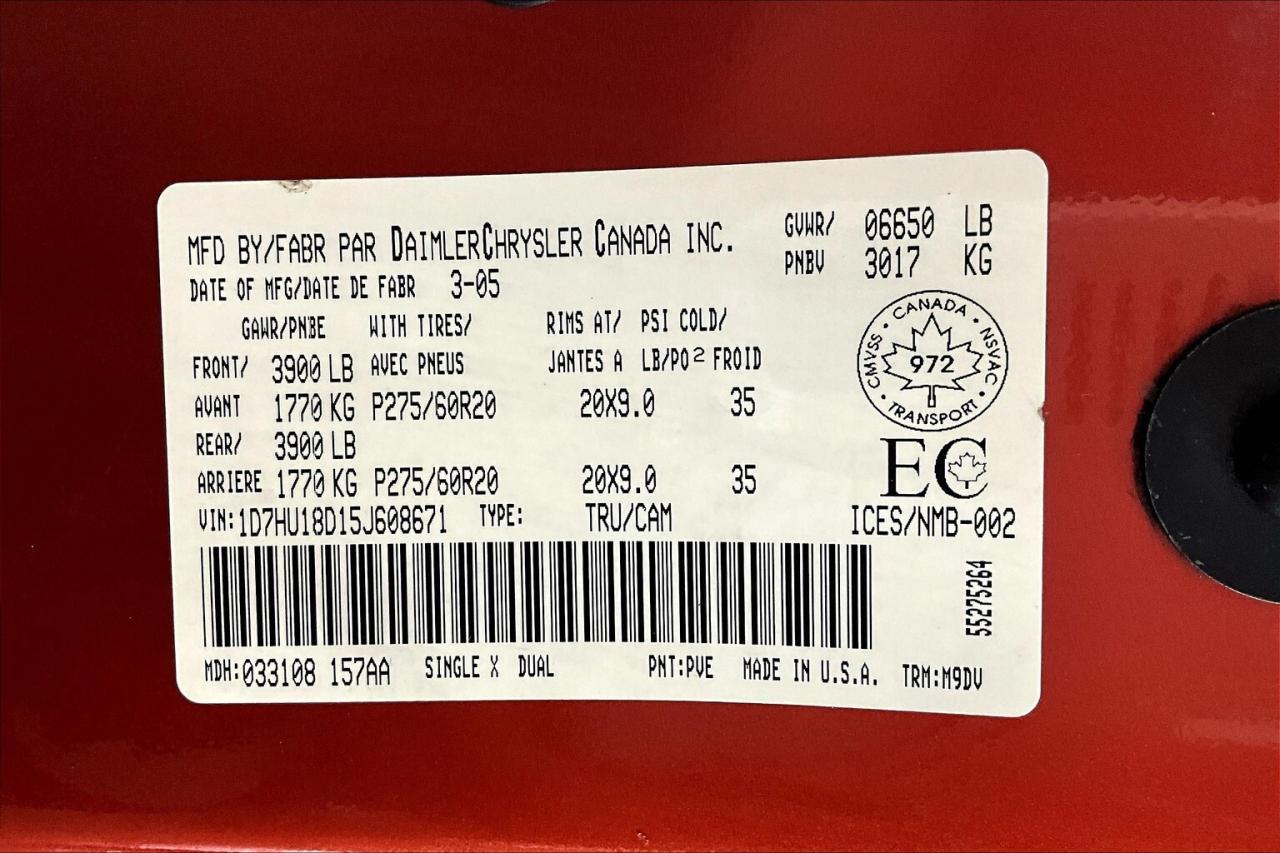 MFD BY/FABR PAR DAIMLERCHRYSLER CANADA INC.
GVWR/ 06650 LB
PNBV 3017 KG
DATE OF MFG/DATE DE FABR 3-05
GAWR/PNBE WITH TIRES/ RIMS AT/ PSI COLD/
FRONT/ 3900 LB AVEC PNEUS JANTES A LB/PO2 FROID
AVANT 1770 KG P275/60R20 20X9.0 35
REAR/ 3900 LB
ARRIERE 1770 KG P275/60R20 20X9.0 35
CANADA
CMVSS • 972 • NSVAC
TRANSPORT
EC
VIN:1D7HU18D15J608671 TYPE: TRU/CAM ICES/NMB-002
55275264
MDH:033108 157AA SINGLE X DUAL PNT:PVE MADE IN U.S.A. TRM:M9DV